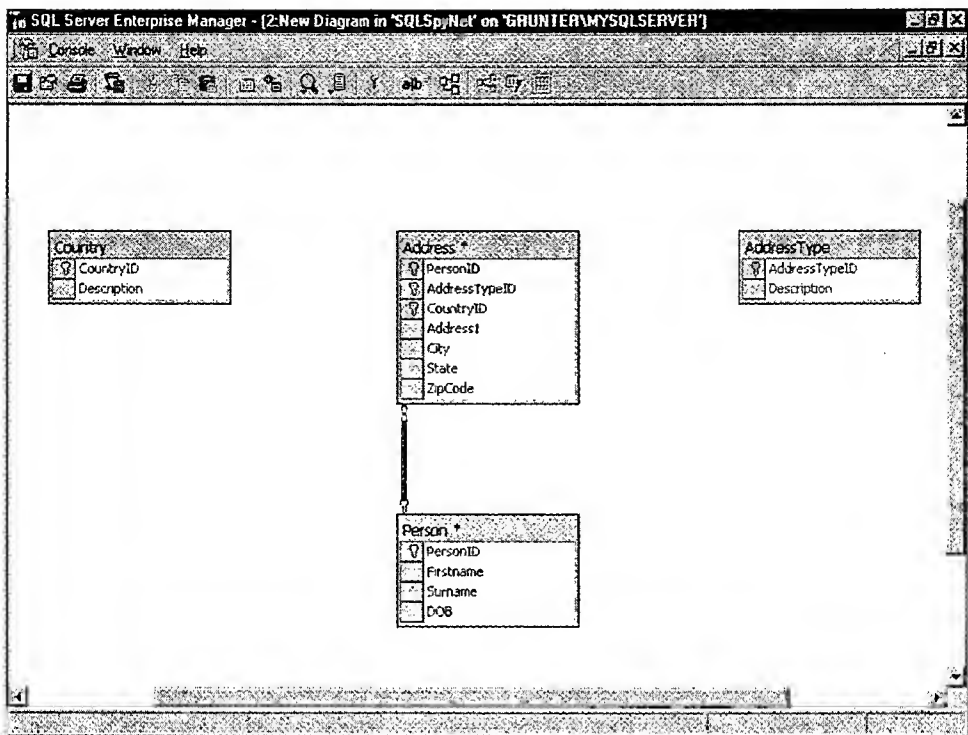 SQL Server Enterprise Manager - [2:New Diagram in 'SQLSpyNet' on 'GRUNTER\MYSQLSERVER']
Console Window Help
ab
Country
CountryID
Description
Address *
PersonID
AddressTypeID
CountryID
Address1
City
State
ZipCode
AddressType
AddressTypeID
Description
Person *
PersonID
Firstname
Surname
DOB